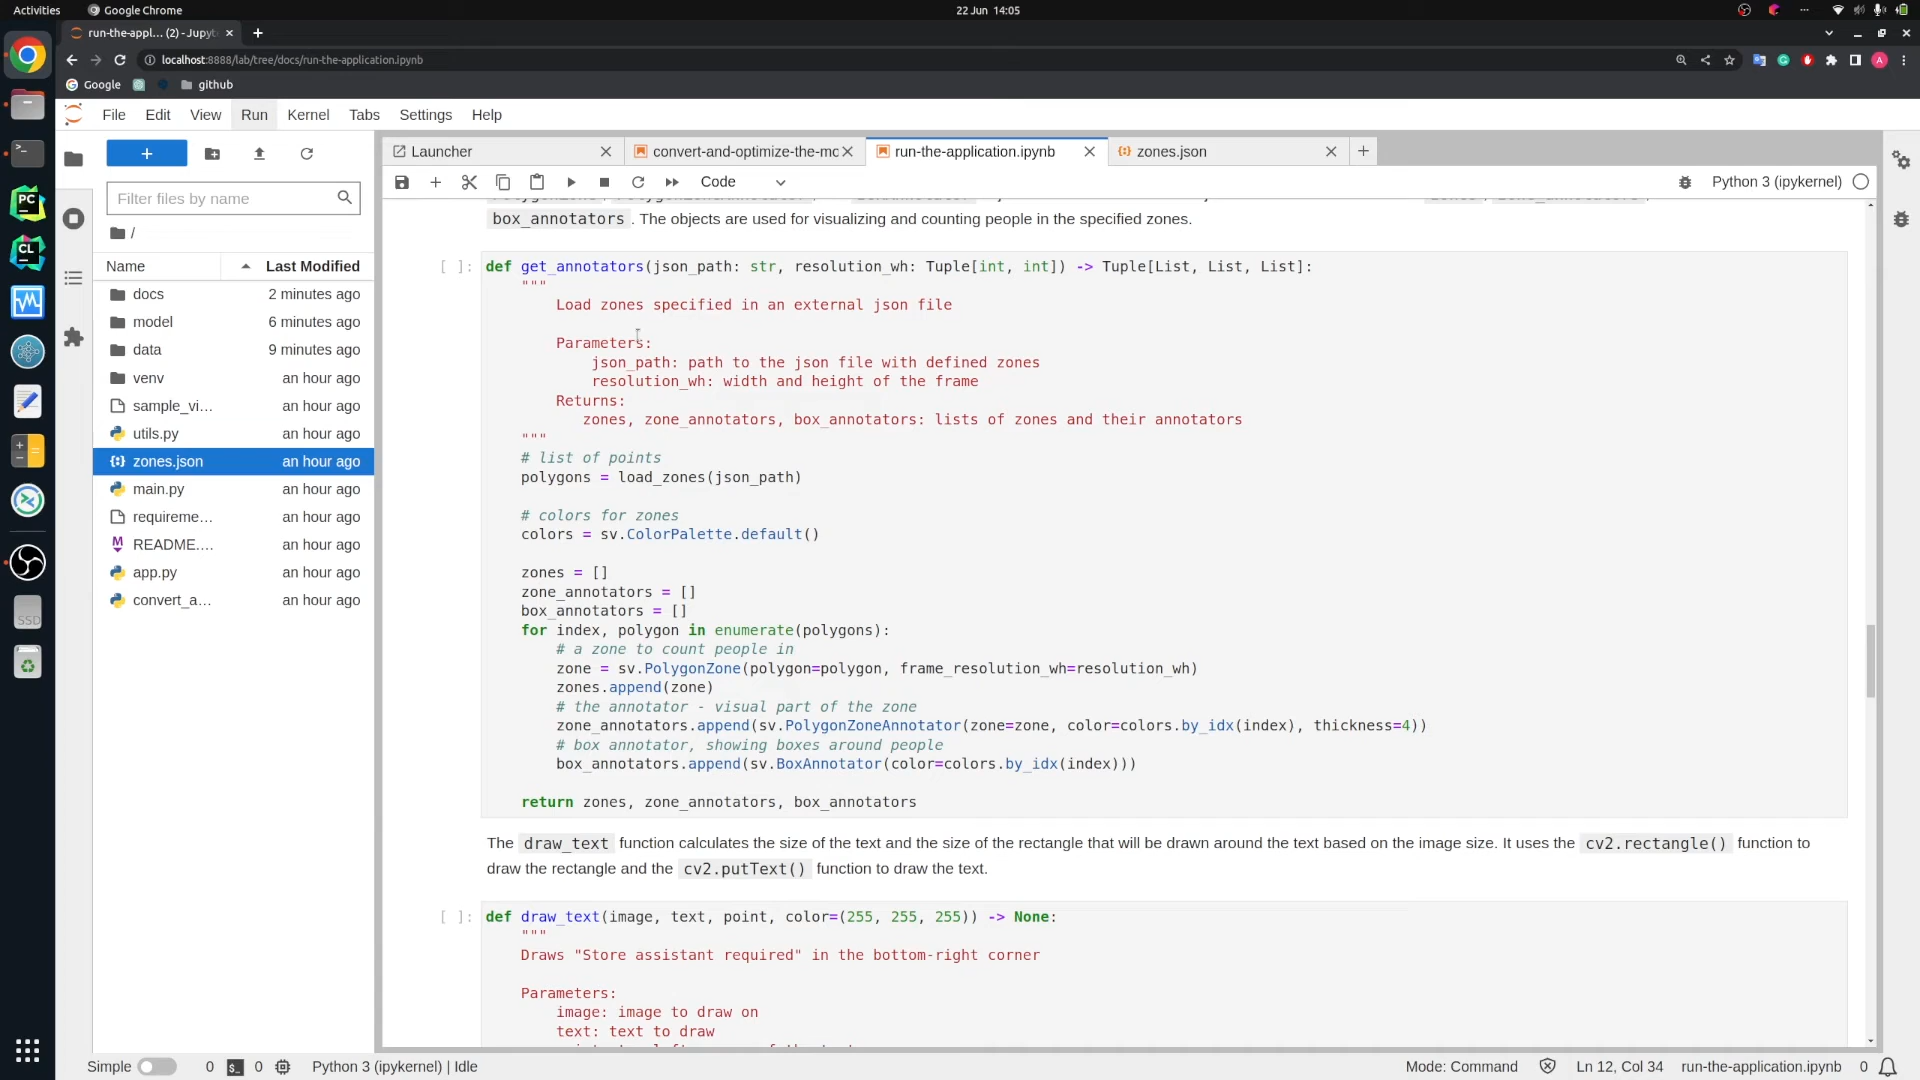 Activities
Google Chrome
22 Jun 14:05
run-the-appl... (2) - Jupyt
localhost:8888/lab/tree/docs/run-the-application.ipynb
A
Google
github
File Edit View Run Kernel Tabs Settings Help
Launcher
convert-and-optimize-the-mc
run-the-application.ipynb
zones.json
Filter files by name
Code
Python 3 (ipykernel)
/
Name Last Modified
docs 2 minutes ago
model 6 minutes ago
data 9 minutes ago
venv an hour ago
sample_vi... an hour ago
utils.py an hour ago
zones.json an hour ago
main.py an hour ago
requireme... an hour ago
README.... an hour ago
app.py an hour ago
convert_a... an hour ago
PC
CL
SSD
box_annotators . The objects are used for visualizing and counting people in the specified zones.
[ ]: def get_annotators(json_path: str, resolution_wh: Tuple[int, int]) -> Tuple[List, List, List]:
"""
Load zones specified in an external json file
Parameters:
json_path: path to the json file with defined zones
resolution_wh: width and height of the frame
Returns:
zones, zone_annotators, box_annotators: lists of zones and their annotators
"""
# list of points
polygons = load_zones(json_path)
# colors for zones
colors = sv.ColorPalette.default()
zones = []
zone_annotators = []
box_annotators = []
for index, polygon in enumerate(polygons):
# a zone to count people in
zone = sv.PolygonZone(polygon=polygon, frame_resolution_wh=resolution_wh)
zones.append(zone)
# the annotator - visual part of the zone
zone_annotators.append(sv.PolygonZoneAnnotator(zone=zone, color=colors.by_idx(index), thickness=4))
# box annotator, showing boxes around people
box_annotators.append(sv.BoxAnnotator(color=colors.by_idx(index)))
return zones, zone_annotators, box_annotators
The draw_text function calculates the size of the text and the size of the rectangle that will be drawn around the text based on the image size. It uses the cv2.rectangle() function to
draw the rectangle and the cv2.putText() function to draw the text.
[ ]: def draw_text(image, text, point, color=(255, 255, 255)) -> None:
"""
Draws "Store assistant required" in the bottom-right corner
Parameters:
image: image to draw on
text: text to draw
Simple 0 0 Python 3 (ipykernel) | Idle
Mode: Command Ln 12, Col 34 run-the-application.ipynb 0